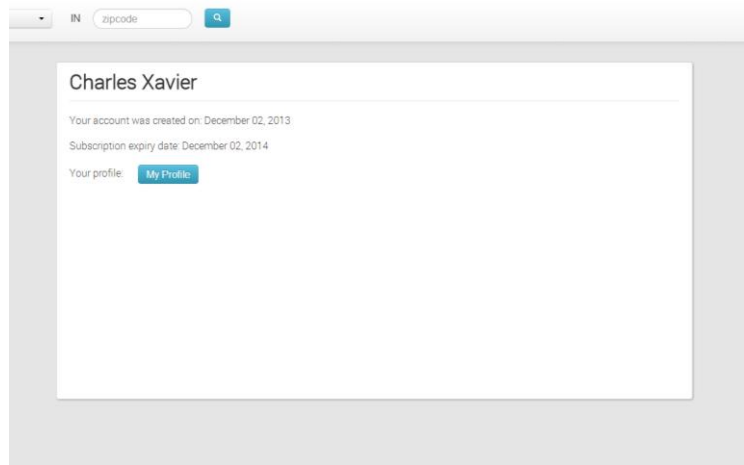 IN zipcode
Charles Xavier
Your account was created on: December 02, 2013
Subscription expiry date: December 02, 2014
Your profile: My Profile